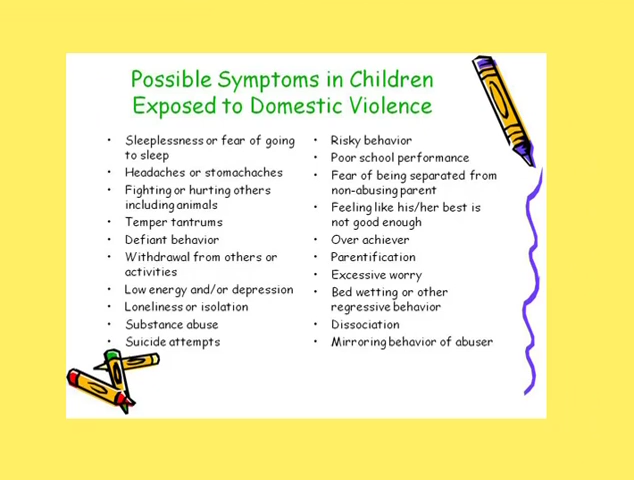 Possible Symptoms in Children
Exposed to Domestic Violence
• Sleeplessness or fear of going
to sleep
• Headaches or stomachaches
• Fighting or hurting others
including animals
• Temper tantrums
• Defiant behavior
• Withdrawal from others or
activities
• Low energy and/or depression
• Loneliness or isolation
• Substance abuse
• Suicide attempts
• Risky behavior
• Poor school performance
• Fear of being separated from
non-abusing parent
• Feeling like his/her best is
not good enough
• Over achiever
• Parentification
• Excessive worry
• Bed wetting or other
regressive behavior
• Dissociation
• Mirroring behavior of abuser